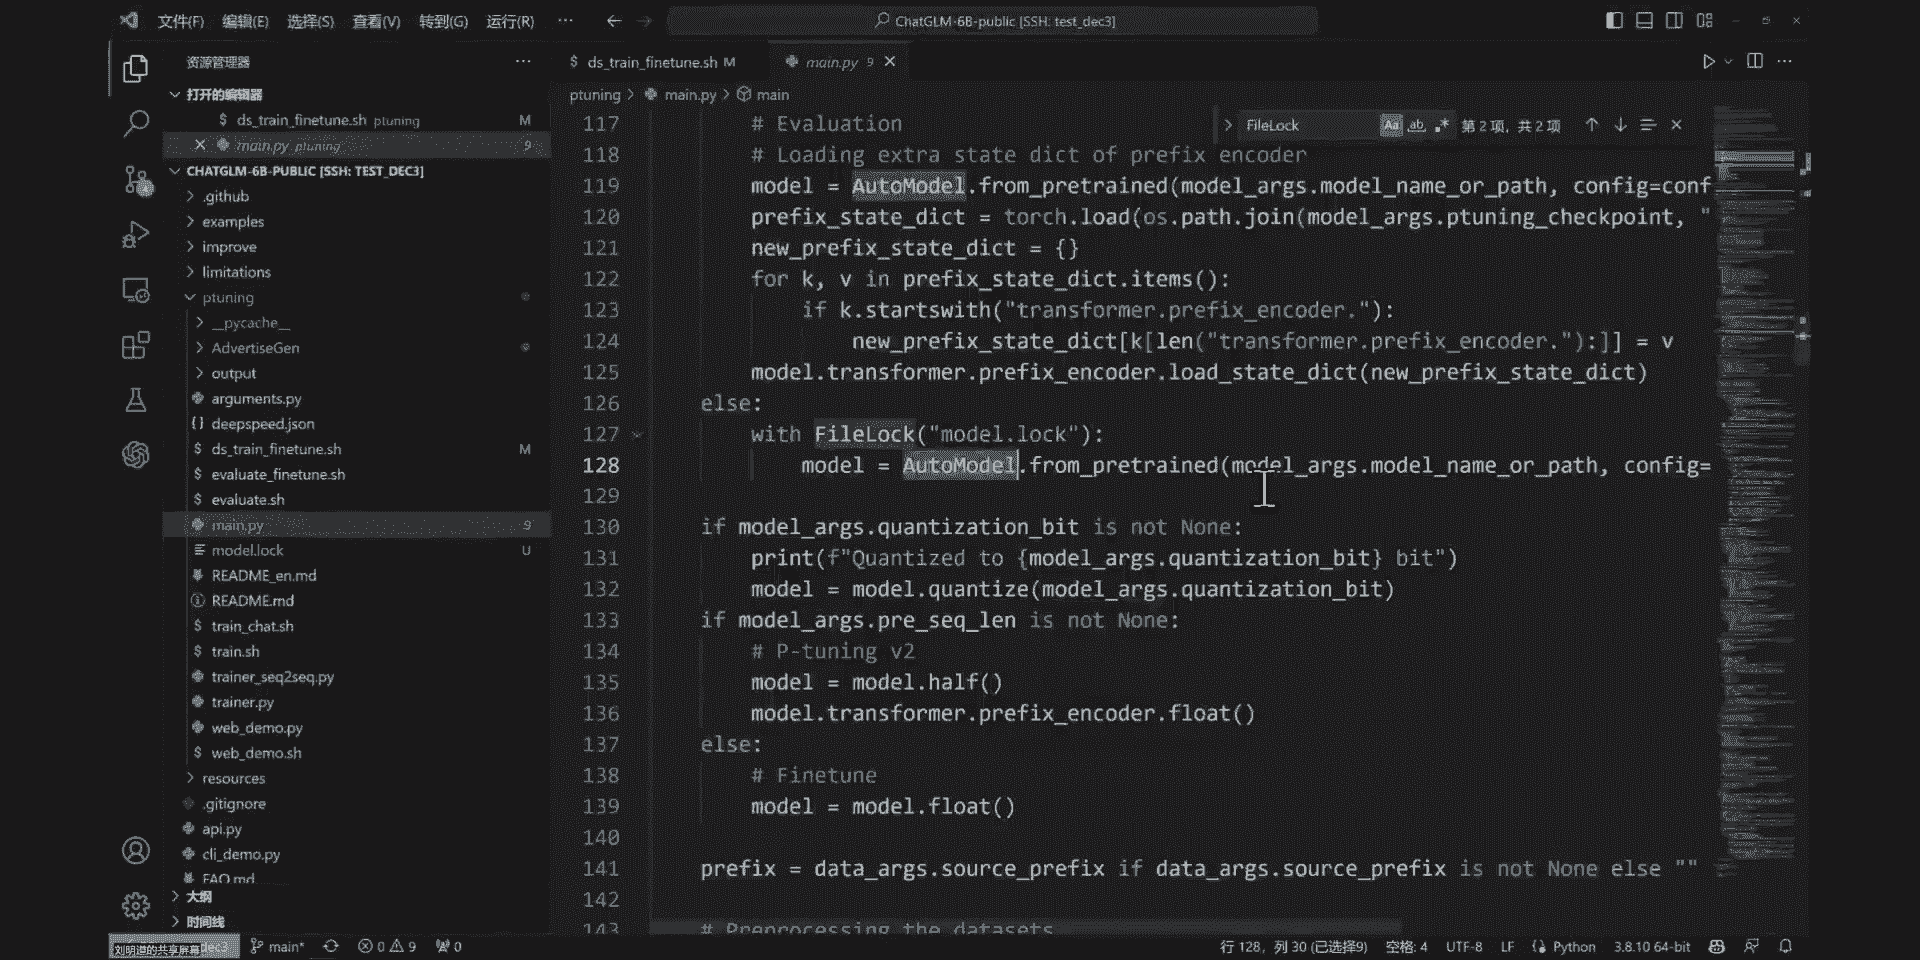 文件(F) 编辑(E) 选择(S) 查看(V) 转到(G) 运行(R) ··· ChatGLM-6B-public [SSH: test_dec3]
资源管理器 ···
打开的编辑器
$ ds_train_finetune.sh ptuning M
main.py ptuning 9
CHATGLM-6B-PUBLIC [SSH: TEST_DEC3]
.github
examples
improve
limitations
ptuning
__pycache__
AdvertiseGen
output
arguments.py
{} deepspeed.json
$ ds_train_finetune.sh M
$ evaluate_finetune.sh
$ evaluate.sh
main.py 9
model.lock U
README_en.md
README.md
$ train_chat.sh
$ train.sh
trainer_seq2seq.py
trainer.py
web_demo.py
$ web_demo.sh
resources
.gitignore
api.py
cli_demo.py
FAQ.md
大纲
时间线
$ ds_train_finetune.sh M main.py 9
ptuning > main.py > main
FileLock Aa ab .* 第2项, 共2项
117 # Evaluation
118 # Loading extra state dict of prefix encoder
119 model = AutoModel.from_pretrained(model_args.model_name_or_path, config=conf
120 prefix_state_dict = torch.load(os.path.join(model_args.ptuning_checkpoint, "
121 new_prefix_state_dict = {}
122 for k, v in prefix_state_dict.items():
123 if k.startswith("transformer.prefix_encoder."):
124 new_prefix_state_dict[k[len("transformer.prefix_encoder."):]] = v
125 model.transformer.prefix_encoder.load_state_dict(new_prefix_state_dict)
126 else:
127 with FileLock("model.lock"):
128 model = AutoModel.from_pretrained(model_args.model_name_or_path, config=
129
130 if model_args.quantization_bit is not None:
131 print(f"Quantized to {model_args.quantization_bit} bit")
132 model = model.quantize(model_args.quantization_bit)
133 if model_args.pre_seq_len is not None:
134 # P-tuning v2
135 model = model.half()
136 model.transformer.prefix_encoder.float()
137 else:
138 # Finetune
139 model = model.float()
140
141 prefix = data_args.source_prefix if data_args.source_prefix is not None else ""
142
143 # Preprocessing the datasets
刘明道的共享屏幕 dec3 main* 0 9 0 行 128, 列 30 (已选择9) 空格: 4 UTF-8 LF Python 3.8.10 64-bit